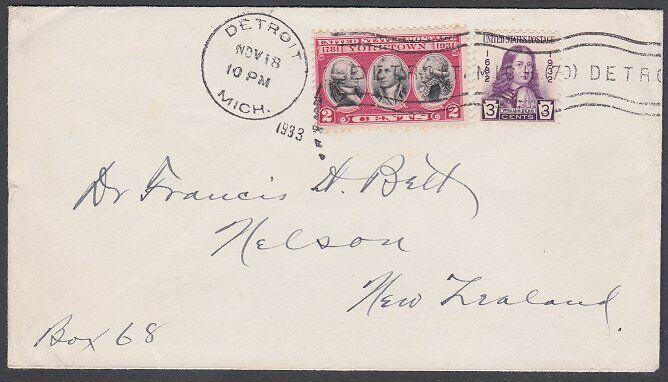 DETROIT
NOV 18
10 PM
MICH.
1933
UNITED STATES POSTAGE
1781 YORKTOWN 1931
2 CENTS 2
UNITED STATES POSTAGE
1682 1932
3 CENTS 3
DETRO
Dr Francis A. Bett
Nelson
New Zealand
Box 68